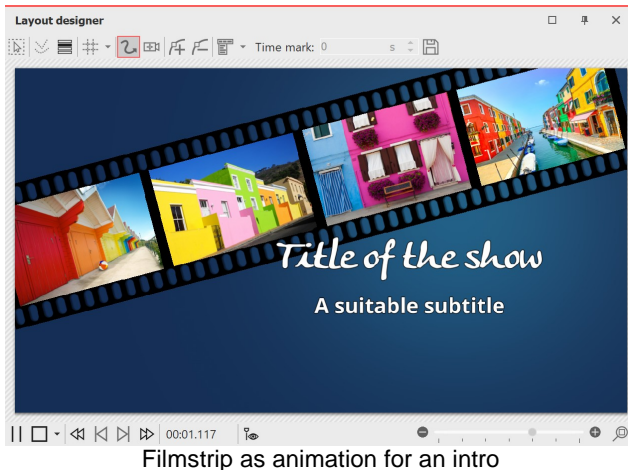 Layout designer
Time mark: 0 s
Title of the show
A suitable subtitle
00:01.117
Filmstrip as animation for an intro